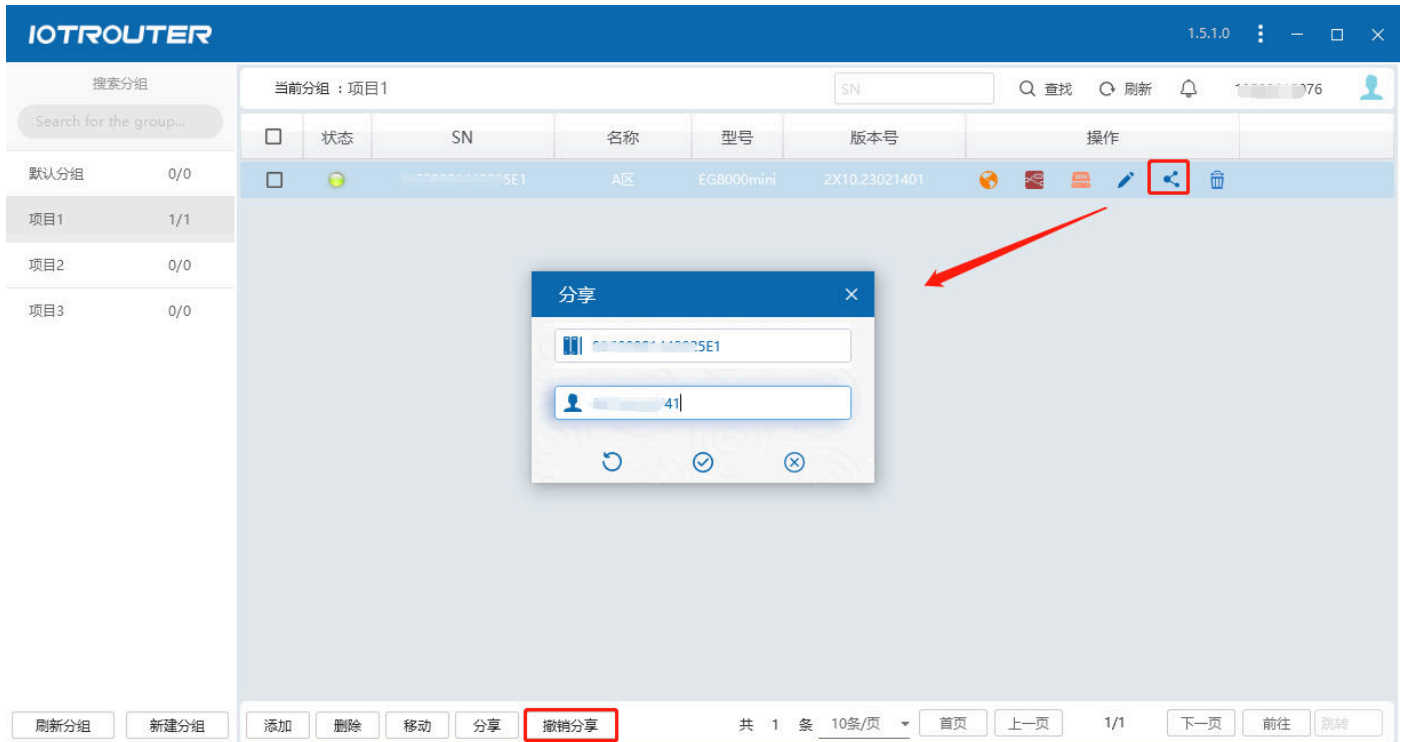 IOTROUTER
1.5.1.0
搜索分组
Search for the group...
默认分组 0/0
项目1 1/1
项目2 0/0
项目3 0/0
刷新分组 新建分组
当前分组：项目1 SN 查找 刷新 76
状态 SN 名称 型号 版本号 操作
5E1 A区 EG8000mini 2X10.23021401
分享
5E1
41
添加 删除 移动 分享 撤销分享 共 1 条 10条/页 首页 上一页 1/1 下一页 前往 跳转